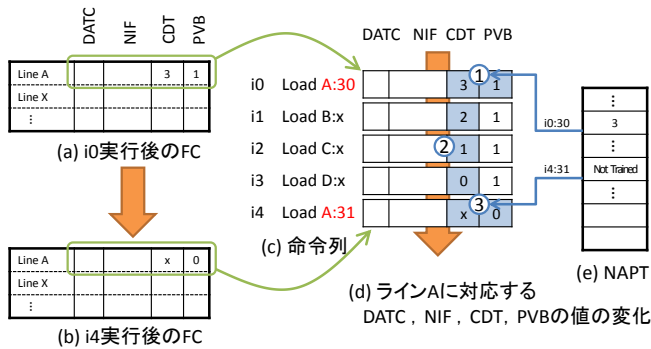 DATC NIF CDT PVB
Line A 3 1
Line X
⋮
(a) i0実行後のFC
Line A x 0
Line X
⋮
(b) i4実行後のFC
DATC NIF CDT PVB
i0 Load A:30 3 1
i1 Load B:x 2 1
i2 Load C:x 1 1
i3 Load D:x 0 1
i4 Load A:31 x 0
1
2
3
(c) 命令列
(d) ラインAに対応する
DATC , NIF , CDT, PVBの値の変化
i0:30
i4:31
⋮
3
⋮
Not Trained
⋮
(e) NAPT